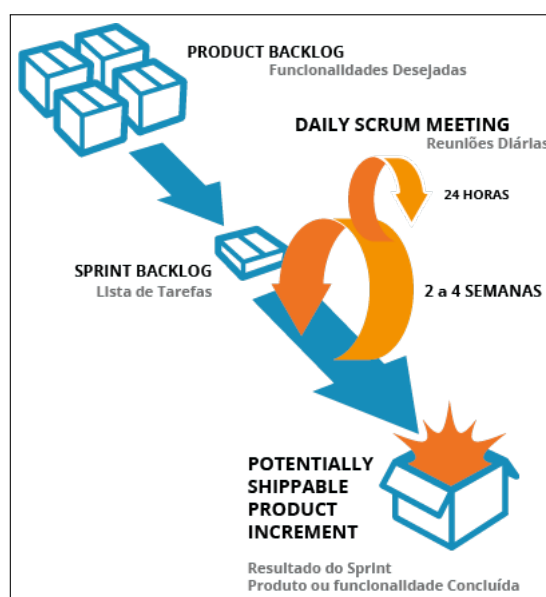 PRODUCT BACKLOG
Funcionalidades Desejadas
DAILY SCRUM MEETING
Reuniões Diárias
24 HORAS
SPRINT BACKLOG
Lista de Tarefas
2 a 4 SEMANAS
POTENTIALLY
SHIPPABLE
PRODUCT
INCREMENT
Resultado do Sprint
Produto ou funcionalidade Concluída